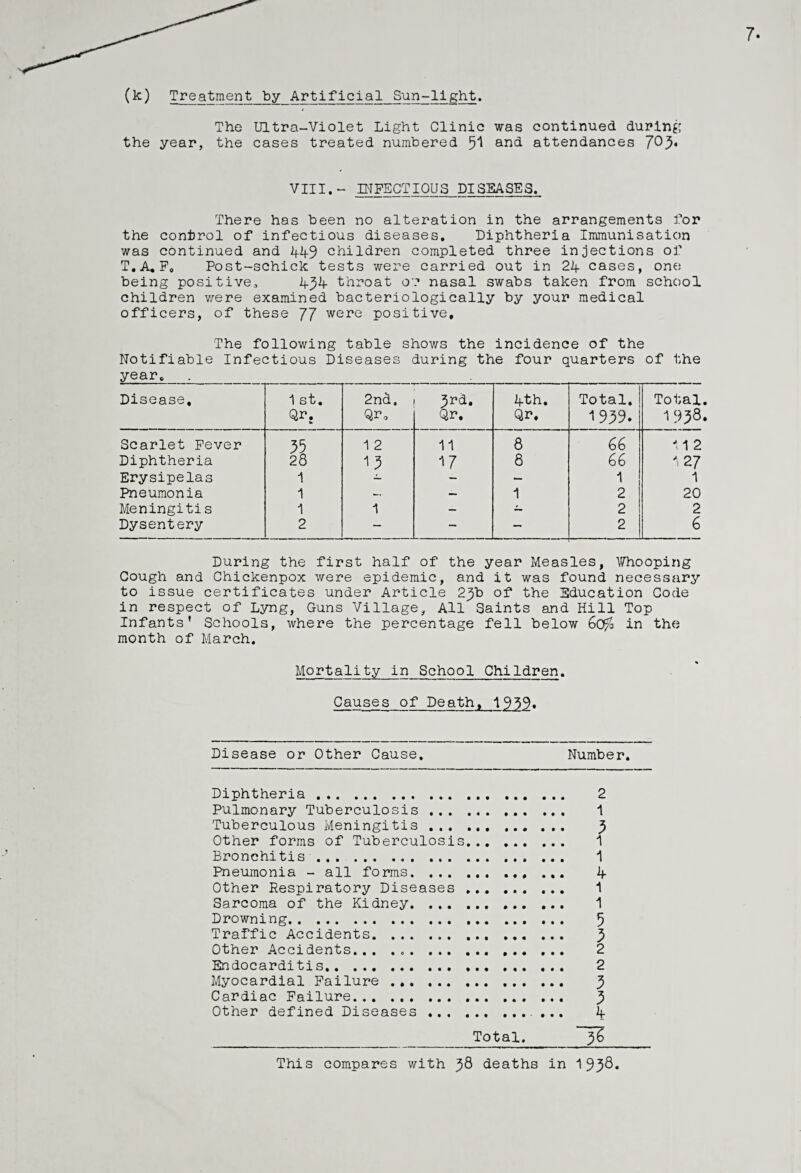 7.
(k) Treatment by Artificial Sun-light.
The Ultra-Violet Light Clinic was continued during
the year, the cases treated numbered 51 and attendances 703.
VIII.- INFECTIOUS DISEASES.
There has been no alteration in the arrangements for
the control of infectious diseases. Diphtheria Immunisation
was continued and 449 children completed three injections of
T.A.F. Post-schick tests were carried out in 24 cases, one
being positive. 434 throat or nasal swabs taken from school
children were examined bacteriologically by your medical
officers, of these 77 were positive.
The following table shows the incidence of the
Notifiable Infectious Diseases during the four quarters of the
year.
Disease. 1st. Qr. 2nd. Qr. 3rd. Qr. 4th. Qr. Total. 1939. Total. 1938.
Scarlet Fever 35 12 11 8 66 112
Diphtheria 28 13 17 8 66 127
Erysipelas 1 - - - 1 1
Pneumonia 1 - - 1 2 20
Meningitis 1 1 - - 2 2
Dysentery 2 - - - 2 6
During the first half of the year Measles, Whooping
Cough and Chickenpox were epidemic, and it was found necessary
to issue certificates under Article 23b of the Education Code
in respect of Lyng, Guns Village, All Saints and Hill Top
Infants' Schools, where the percentage fell below 60% in the
month of March.
Mortality in School Children.
Causes of Death, 1939.
Disease or Other Cause. Number.
Diphtheria ... ... ... ... ... ... ... 2
Pulmonary Tuberculosis ... ... ... ... 1
Tuberculous Meningitis ... ... ... ... 3
Other forms of Tuberculosis... ... ... 1
Bronchitis ... ... ... ... ... ... ... 1
Pneumonia - all forms. ... ... ... ... 4
Other Respiratory Diseases ... ... ... 1
Sarcoma of the Kidney. ... ... ... ... 1
Drowning.. ... ... ... ... ... ... ... 5
Traffic Accidents. ... ... ... ... ... 3
Other Accidents... ... ... ... ... ... 2
Endocarditis.. ... ... ... ... ... ... 2
Myocardial Failure ... ... ... ... ... 3
Cardiac Failure... ... ... ... ... ... 3
Other defined Diseases ... ... ... ... 4
Total. 36
This compares with 38 deaths in 1938.